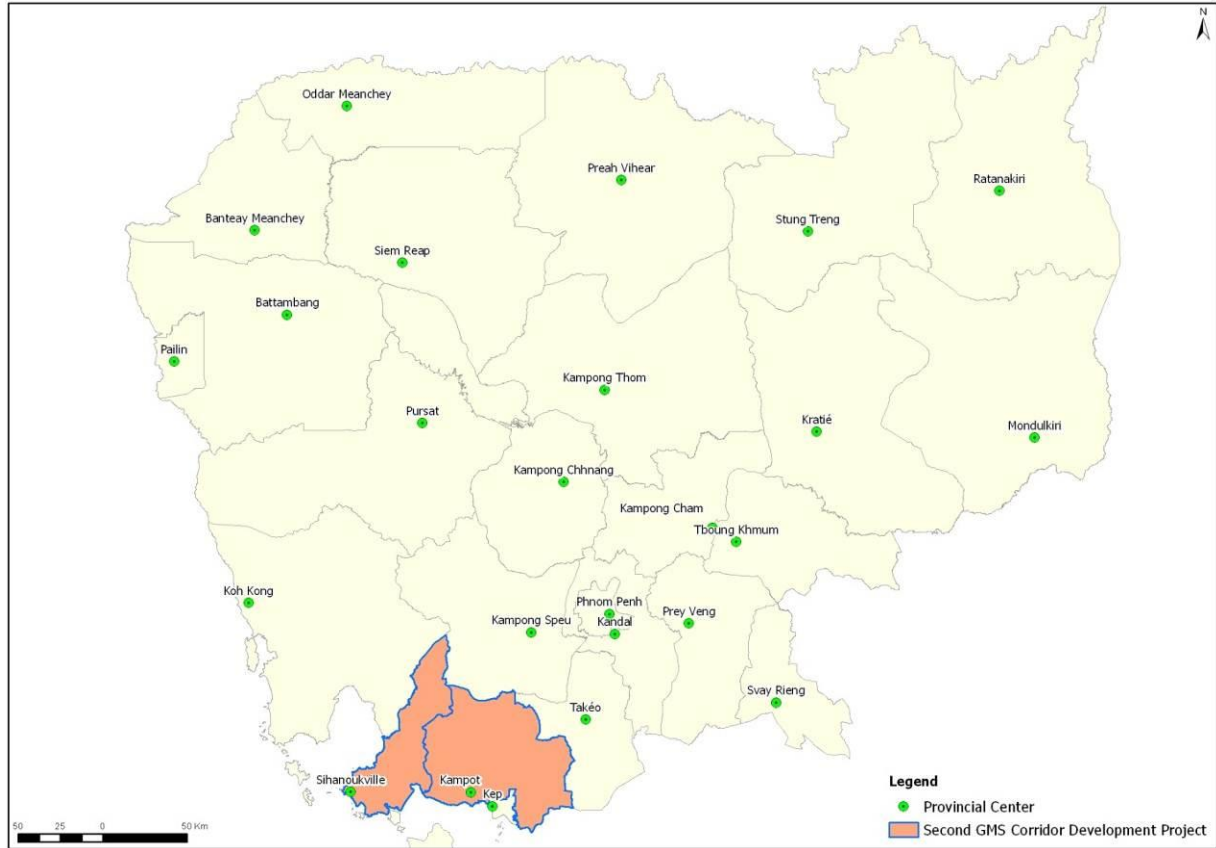 N
Oddar Meanchey
Preah Vihear
Ratanakiri
Banteay Meanchey
Stung Treng
Siem Reap
Battambang
Pailin
Kampong Thom
Pursat
Kratié
Mondulkiri
Kampong Chhnang
Kampong Cham
Tboung Khmum
Koh Kong
Phnom Penh
Prey Veng
Kampong Speu
Kandal
Svay Rieng
Takéo
Sihanoukville
Kampot
Kep
Legend
Provincial Center
Second GMS Corridor Development Project
50 25 0 50 Km